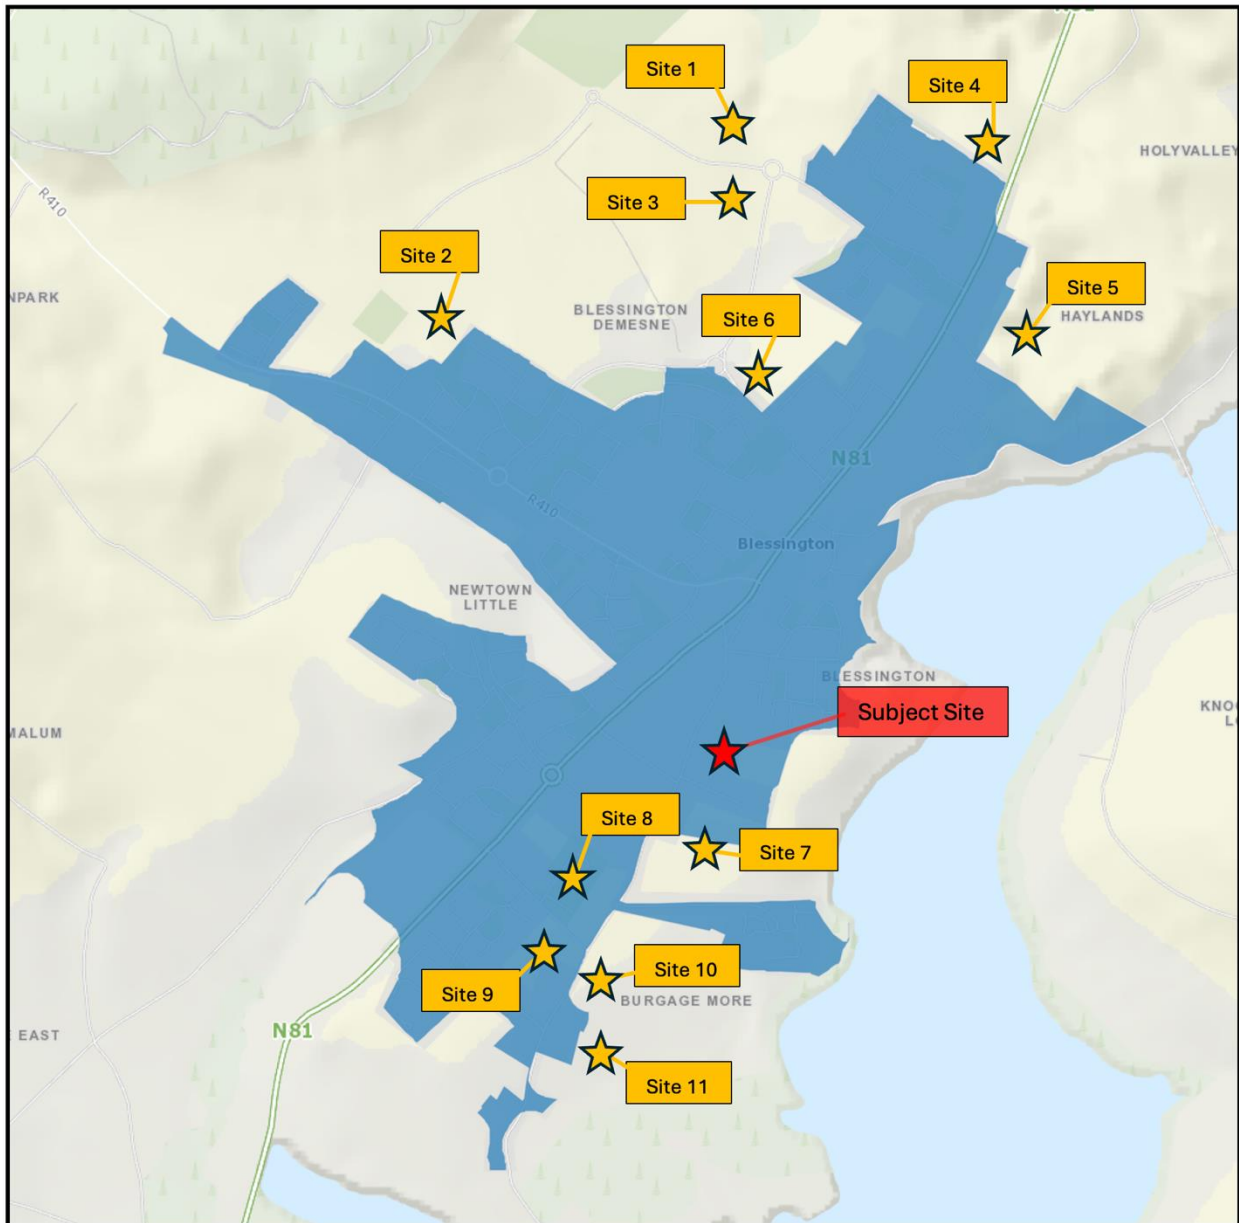 Site 1
Site 4
HOLYVALLEY
R410
Site 3
Site 2
NPARK
BLESSINGTON
DEMESNE
Site 6
Site 5
HAYLANDS
N81
R410
Blessington
NEWTOWN
LITTLE
BLESSINGTON
Subject Site
KNO
L
MALUM
Site 8
Site 7
Site 10
Site 9
BURGAGE MORE
N81
E EAST
Site 11